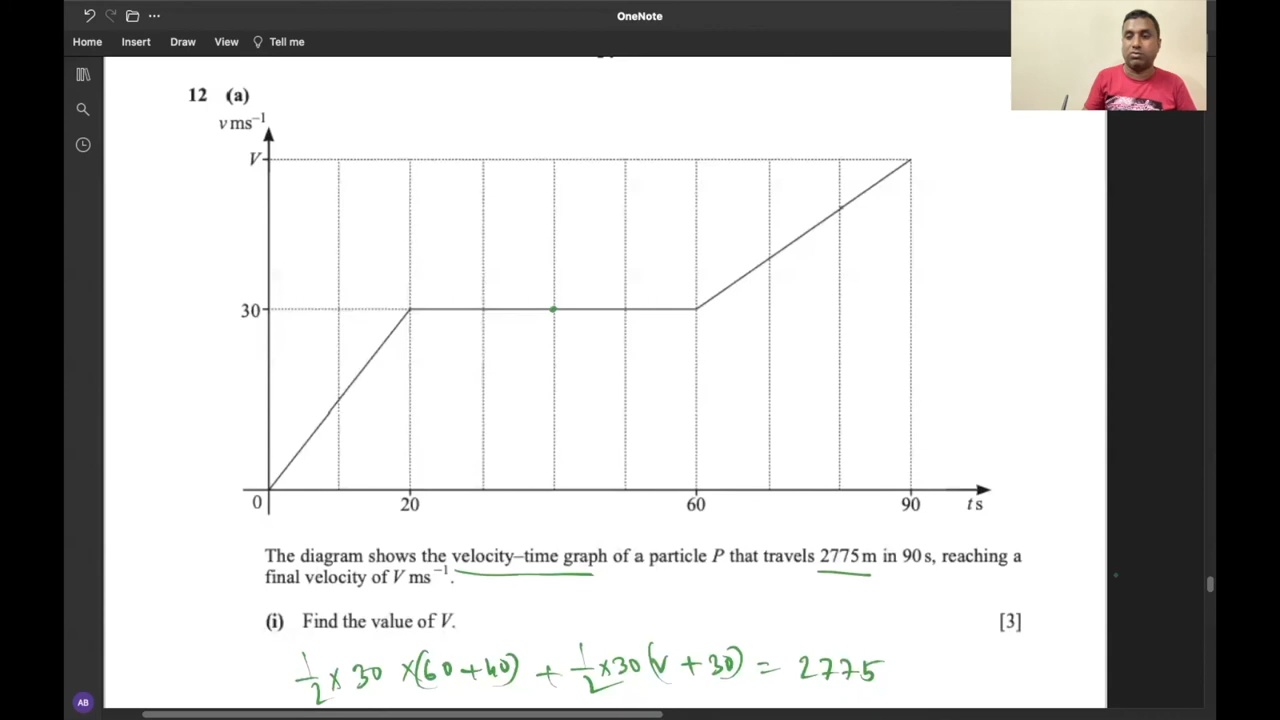 OneNote
Home Insert Draw View Tell me
12 (a)
v ms⁻¹
V
30
0 20 60 90 t s
The diagram shows the velocity–time graph of a particle P that travels 2775 m in 90 s, reaching a
final velocity of V ms⁻¹.
(i) Find the value of V. [3]
1/2 × 30 × (60 + 40) + 1/2 × 30 (V + 30) = 2775
AB